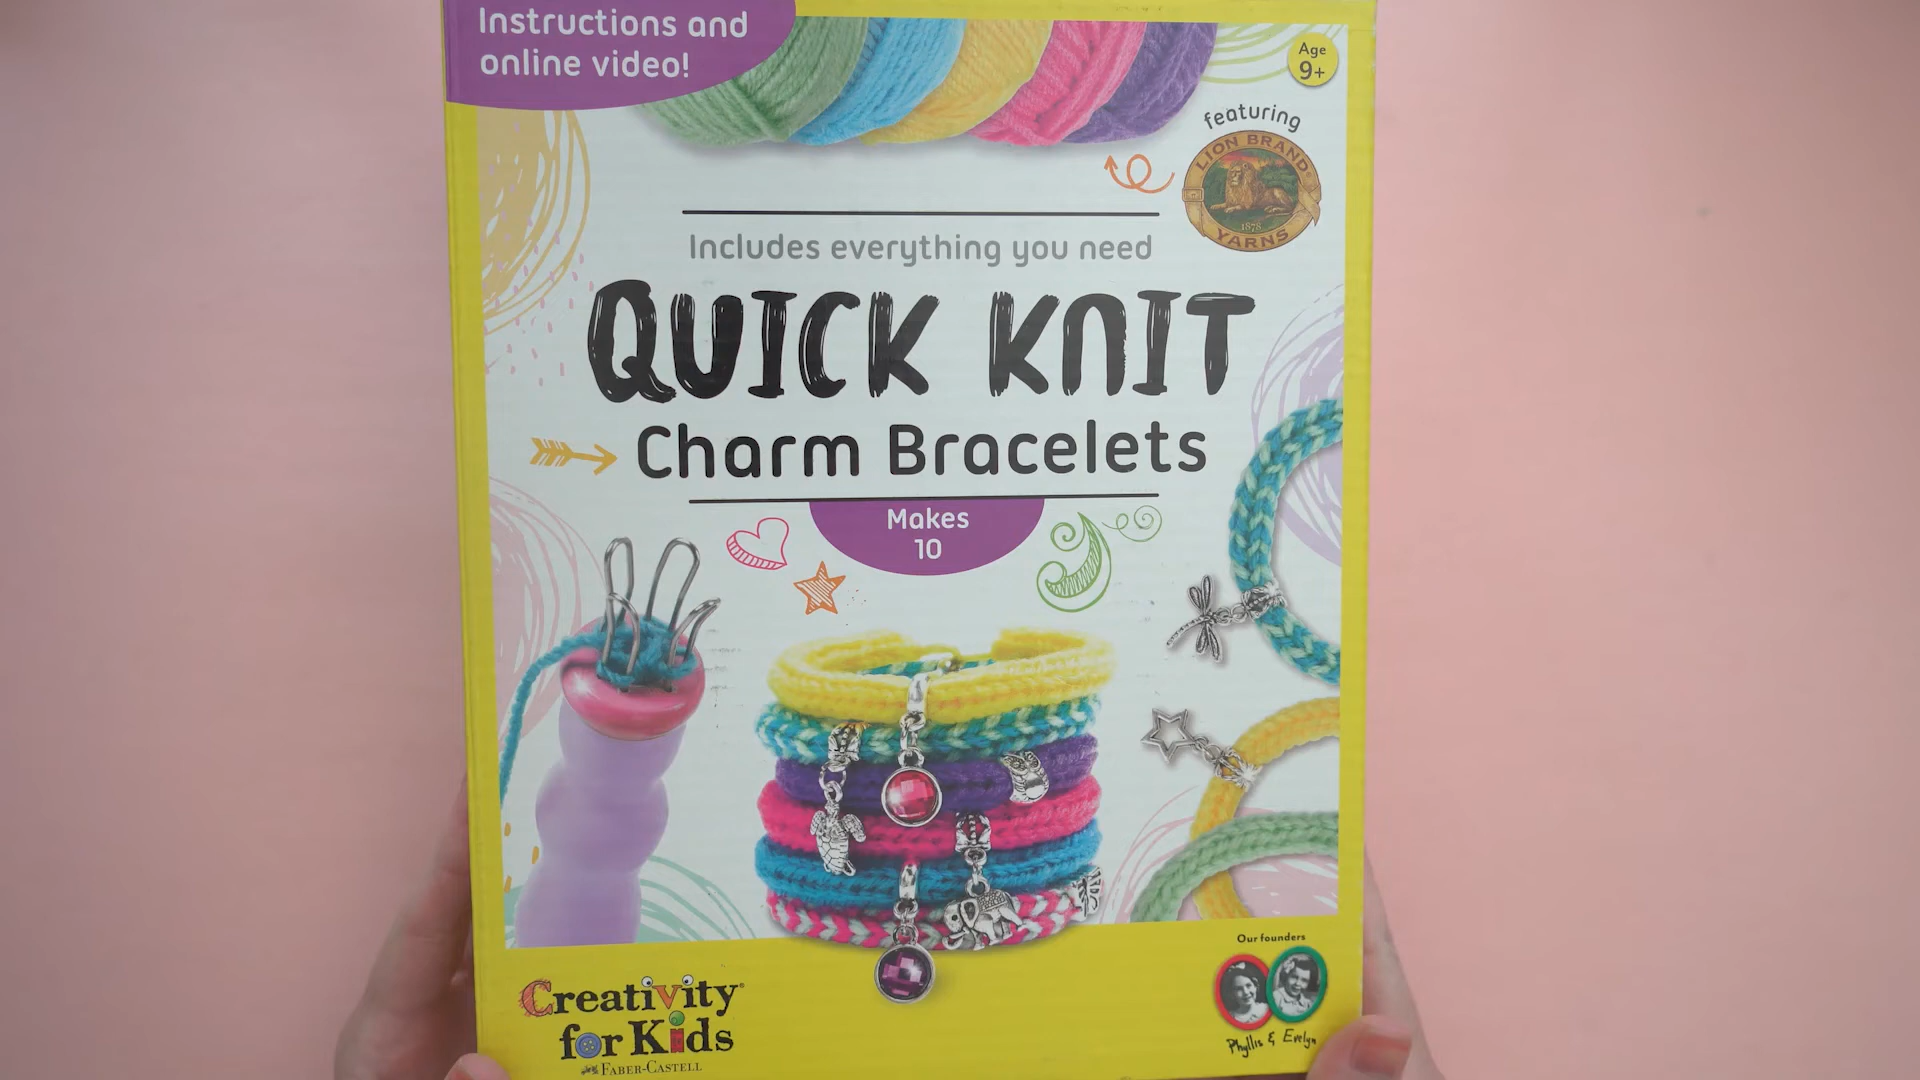 Instructions and
online video!
Age
9+
featuring
LION BRAND®
1878
YARNS
Includes everything you need
QUICK KNIT
Charm Bracelets
Makes
10
Our founders
Phyllis & Evelyn
Creativity®
for Kids
FABER-CASTELL